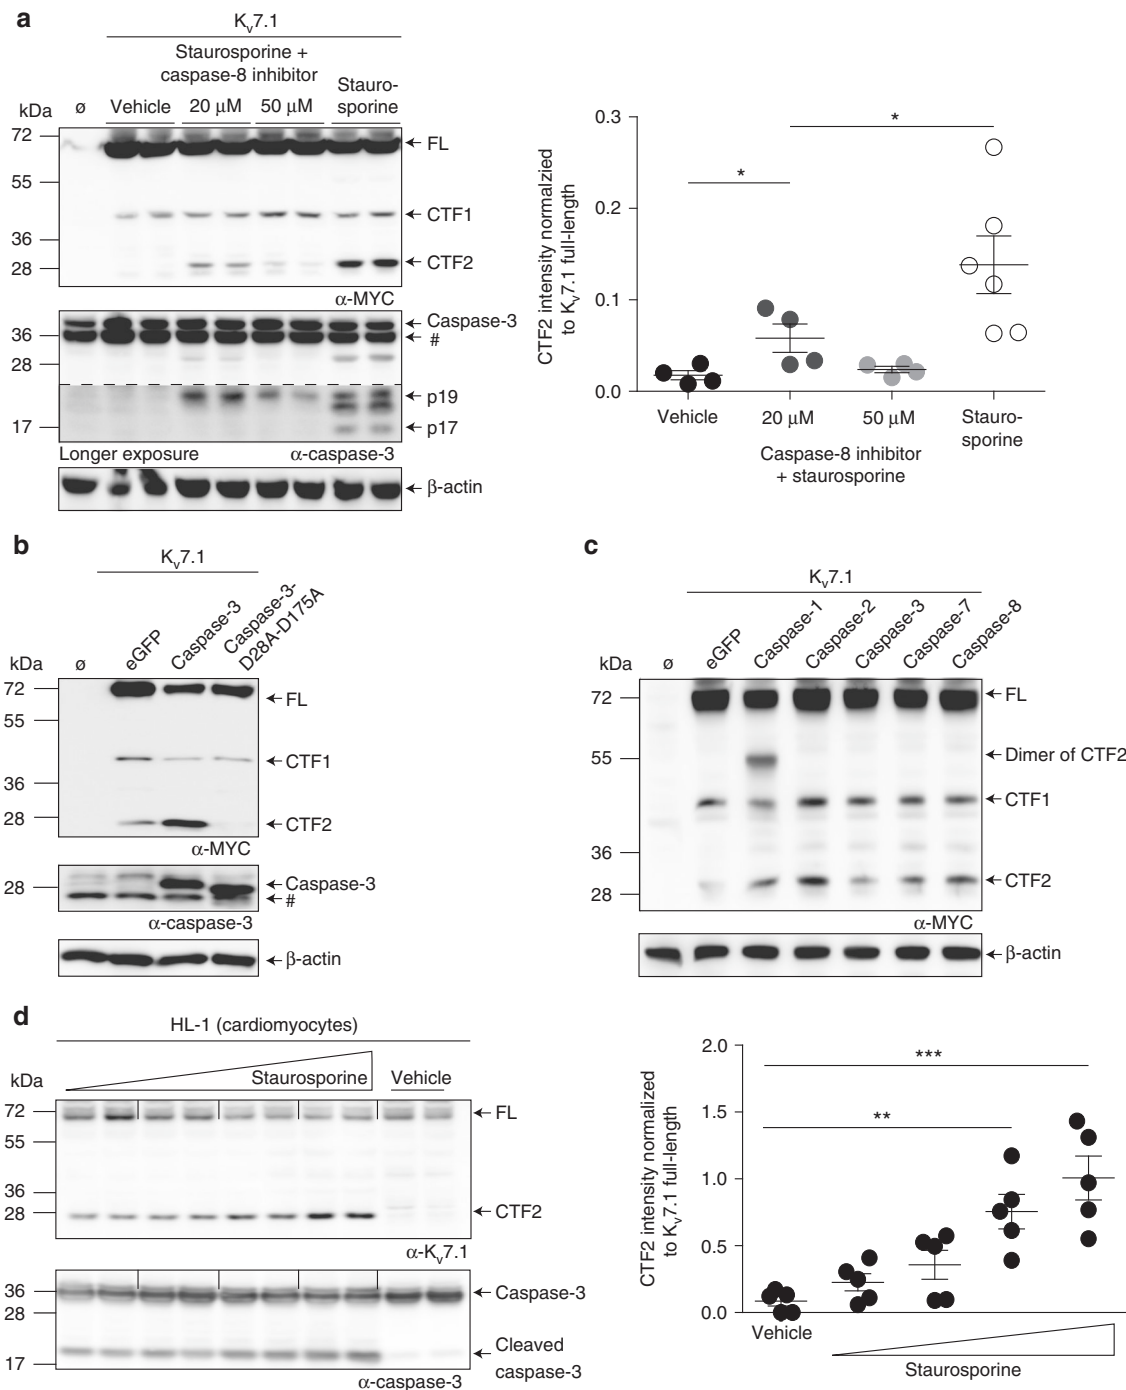 a
Kv7.1
Staurosporine +
caspase-8 inhibitor
Stauro-
sporine
kDa ø Vehicle 20 μM 50 μM
72
FL
55
CTF1
36
CTF2
28
α-MYC
Caspase-3
36
#
28
p19
17
p17
Longer exposure α-caspase-3
β-actin
CTF2 intensity normalzied
to Kv7.1 full-length
0.3
0.2
0.1
0.0
*
*
Vehicle 20 μM 50 μM Stauro-
sporine
Caspase-8 inhibitor
+ staurosporine
b
Kv7.1
kDa ø eGFP Caspase-3 Caspase-3-
D28A-D175A
72
FL
55
CTF1
36
28
CTF2
α-MYC
28
Caspase-3
#
α-caspase-3
β-actin
c
Kv7.1
kDa ø eGFP Caspase-1 Caspase-2 Caspase-3 Caspase-7 Caspase-8
72
FL
55
Dimer of CTF2
CTF1
36
CTF2
28
α-MYC
β-actin
d
HL-1 (cardiomyocytes)
kDa
Staurosporine Vehicle
72
FL
55
36
28
CTF2
α-Kv7.1
36
Caspase-3
28
Cleaved
caspase-3
17
α-caspase-3
CTF2 intensity normalized
to Kv7.1 full-length
2.0
1.5
1.0
0.5
0.0
***
**
Vehicle
Staurosporine